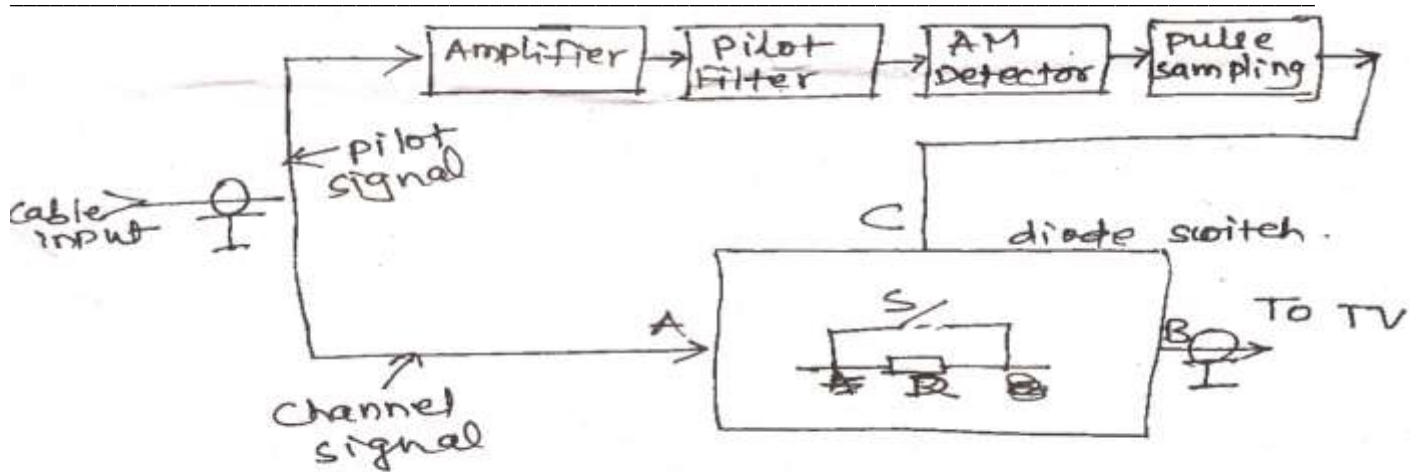 Amplifier
Pilot
Filter
AM
Detector
pulse
sampling
pilot
signal
cable
input
C
diode switch.
S
A
B
To TV
A
R
B
channel
signal